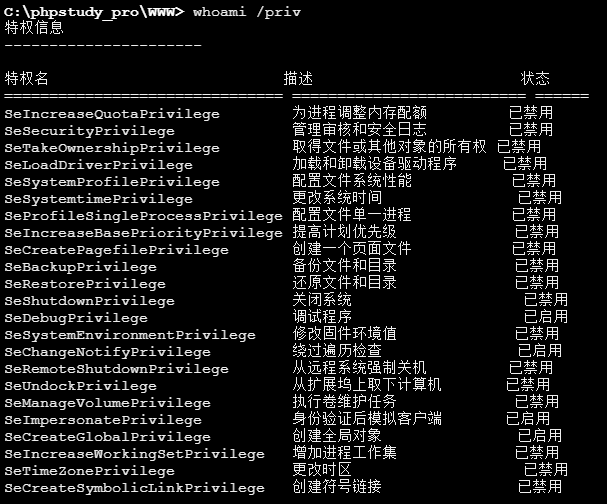 C:\phpstudy_pro\WWW> whoami /priv
特权信息
----------------------
特权名 描述 状态
=============================== ========================== ======
SeIncreaseQuotaPrivilege 为进程调整内存配额 已禁用
SeSecurityPrivilege 管理审核和安全日志 已禁用
SeTakeOwnershipPrivilege 取得文件或其他对象的所有权 已禁用
SeLoadDriverPrivilege 加载和卸载设备驱动程序 已禁用
SeSystemProfilePrivilege 配置文件系统性能 已禁用
SeSystemtimePrivilege 更改系统时间 已禁用
SeProfileSingleProcessPrivilege 配置文件单一进程 已禁用
SeIncreaseBasePriorityPrivilege 提高计划优先级 已禁用
SeCreatePagefilePrivilege 创建一个页面文件 已禁用
SeBackupPrivilege 备份文件和目录 已禁用
SeRestorePrivilege 还原文件和目录 已禁用
SeShutdownPrivilege 关闭系统 已禁用
SeDebugPrivilege 调试程序 已启用
SeSystemEnvironmentPrivilege 修改固件环境值 已禁用
SeChangeNotifyPrivilege 绕过遍历检查 已启用
SeRemoteShutdownPrivilege 从远程系统强制关机 已禁用
SeUndockPrivilege 从扩展坞上取下计算机 已禁用
SeManageVolumePrivilege 执行卷维护任务 已禁用
SeImpersonatePrivilege 身份验证后模拟客户端 已启用
SeCreateGlobalPrivilege 创建全局对象 已启用
SeIncreaseWorkingSetPrivilege 增加进程工作集 已禁用
SeTimeZonePrivilege 更改时区 已禁用
SeCreateSymbolicLinkPrivilege 创建符号链接 已禁用